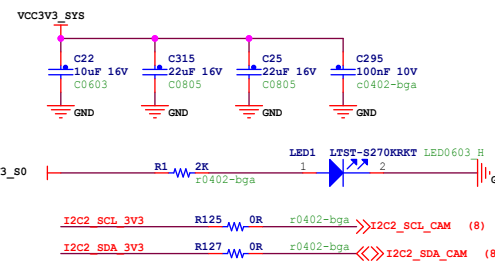 VCC3V3_SYS
C22 C315 C25 C295
10uF 16V 22uF 16V 22uF 16V 100nF 10V
C0603 C0805 C0805 c0402-bga
GND GND GND GND
LED1 LTST-S270KRKT LED0603_H
3_S0 R1 2K 1 2
r0402-bga
I2C2_SCL_3V3 R125 0R r0402-bga I2C2_SCL_CAM (8)
I2C2_SDA_3V3 R127 0R r0402-bga I2C2_SDA_CAM (8